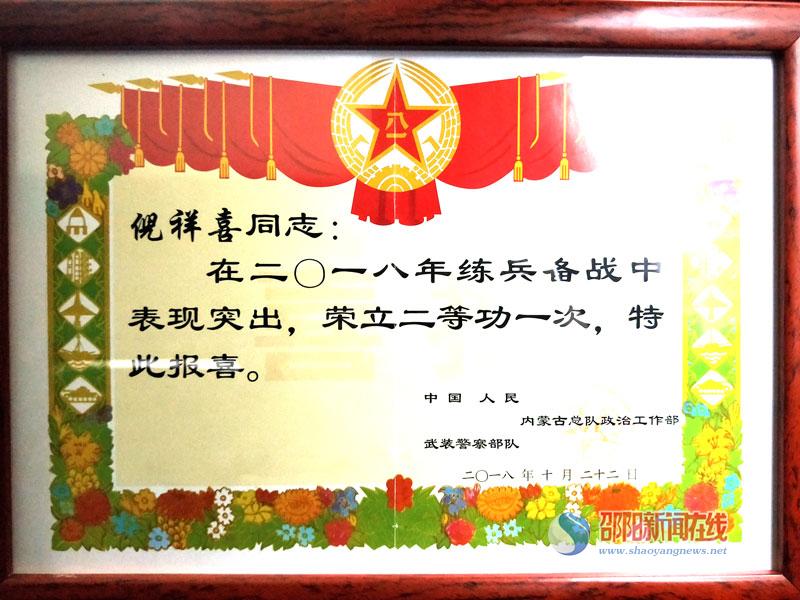 八一
倪祥喜同志：
在二〇一八年练兵备战中
表现突出，荣立二等功一次，特
此报喜。
中国 人民
内蒙古总队政治工作部
武装警察部队
二〇一八年十月二十二日
邵阳新闻在线
www.shaoyangnews.net